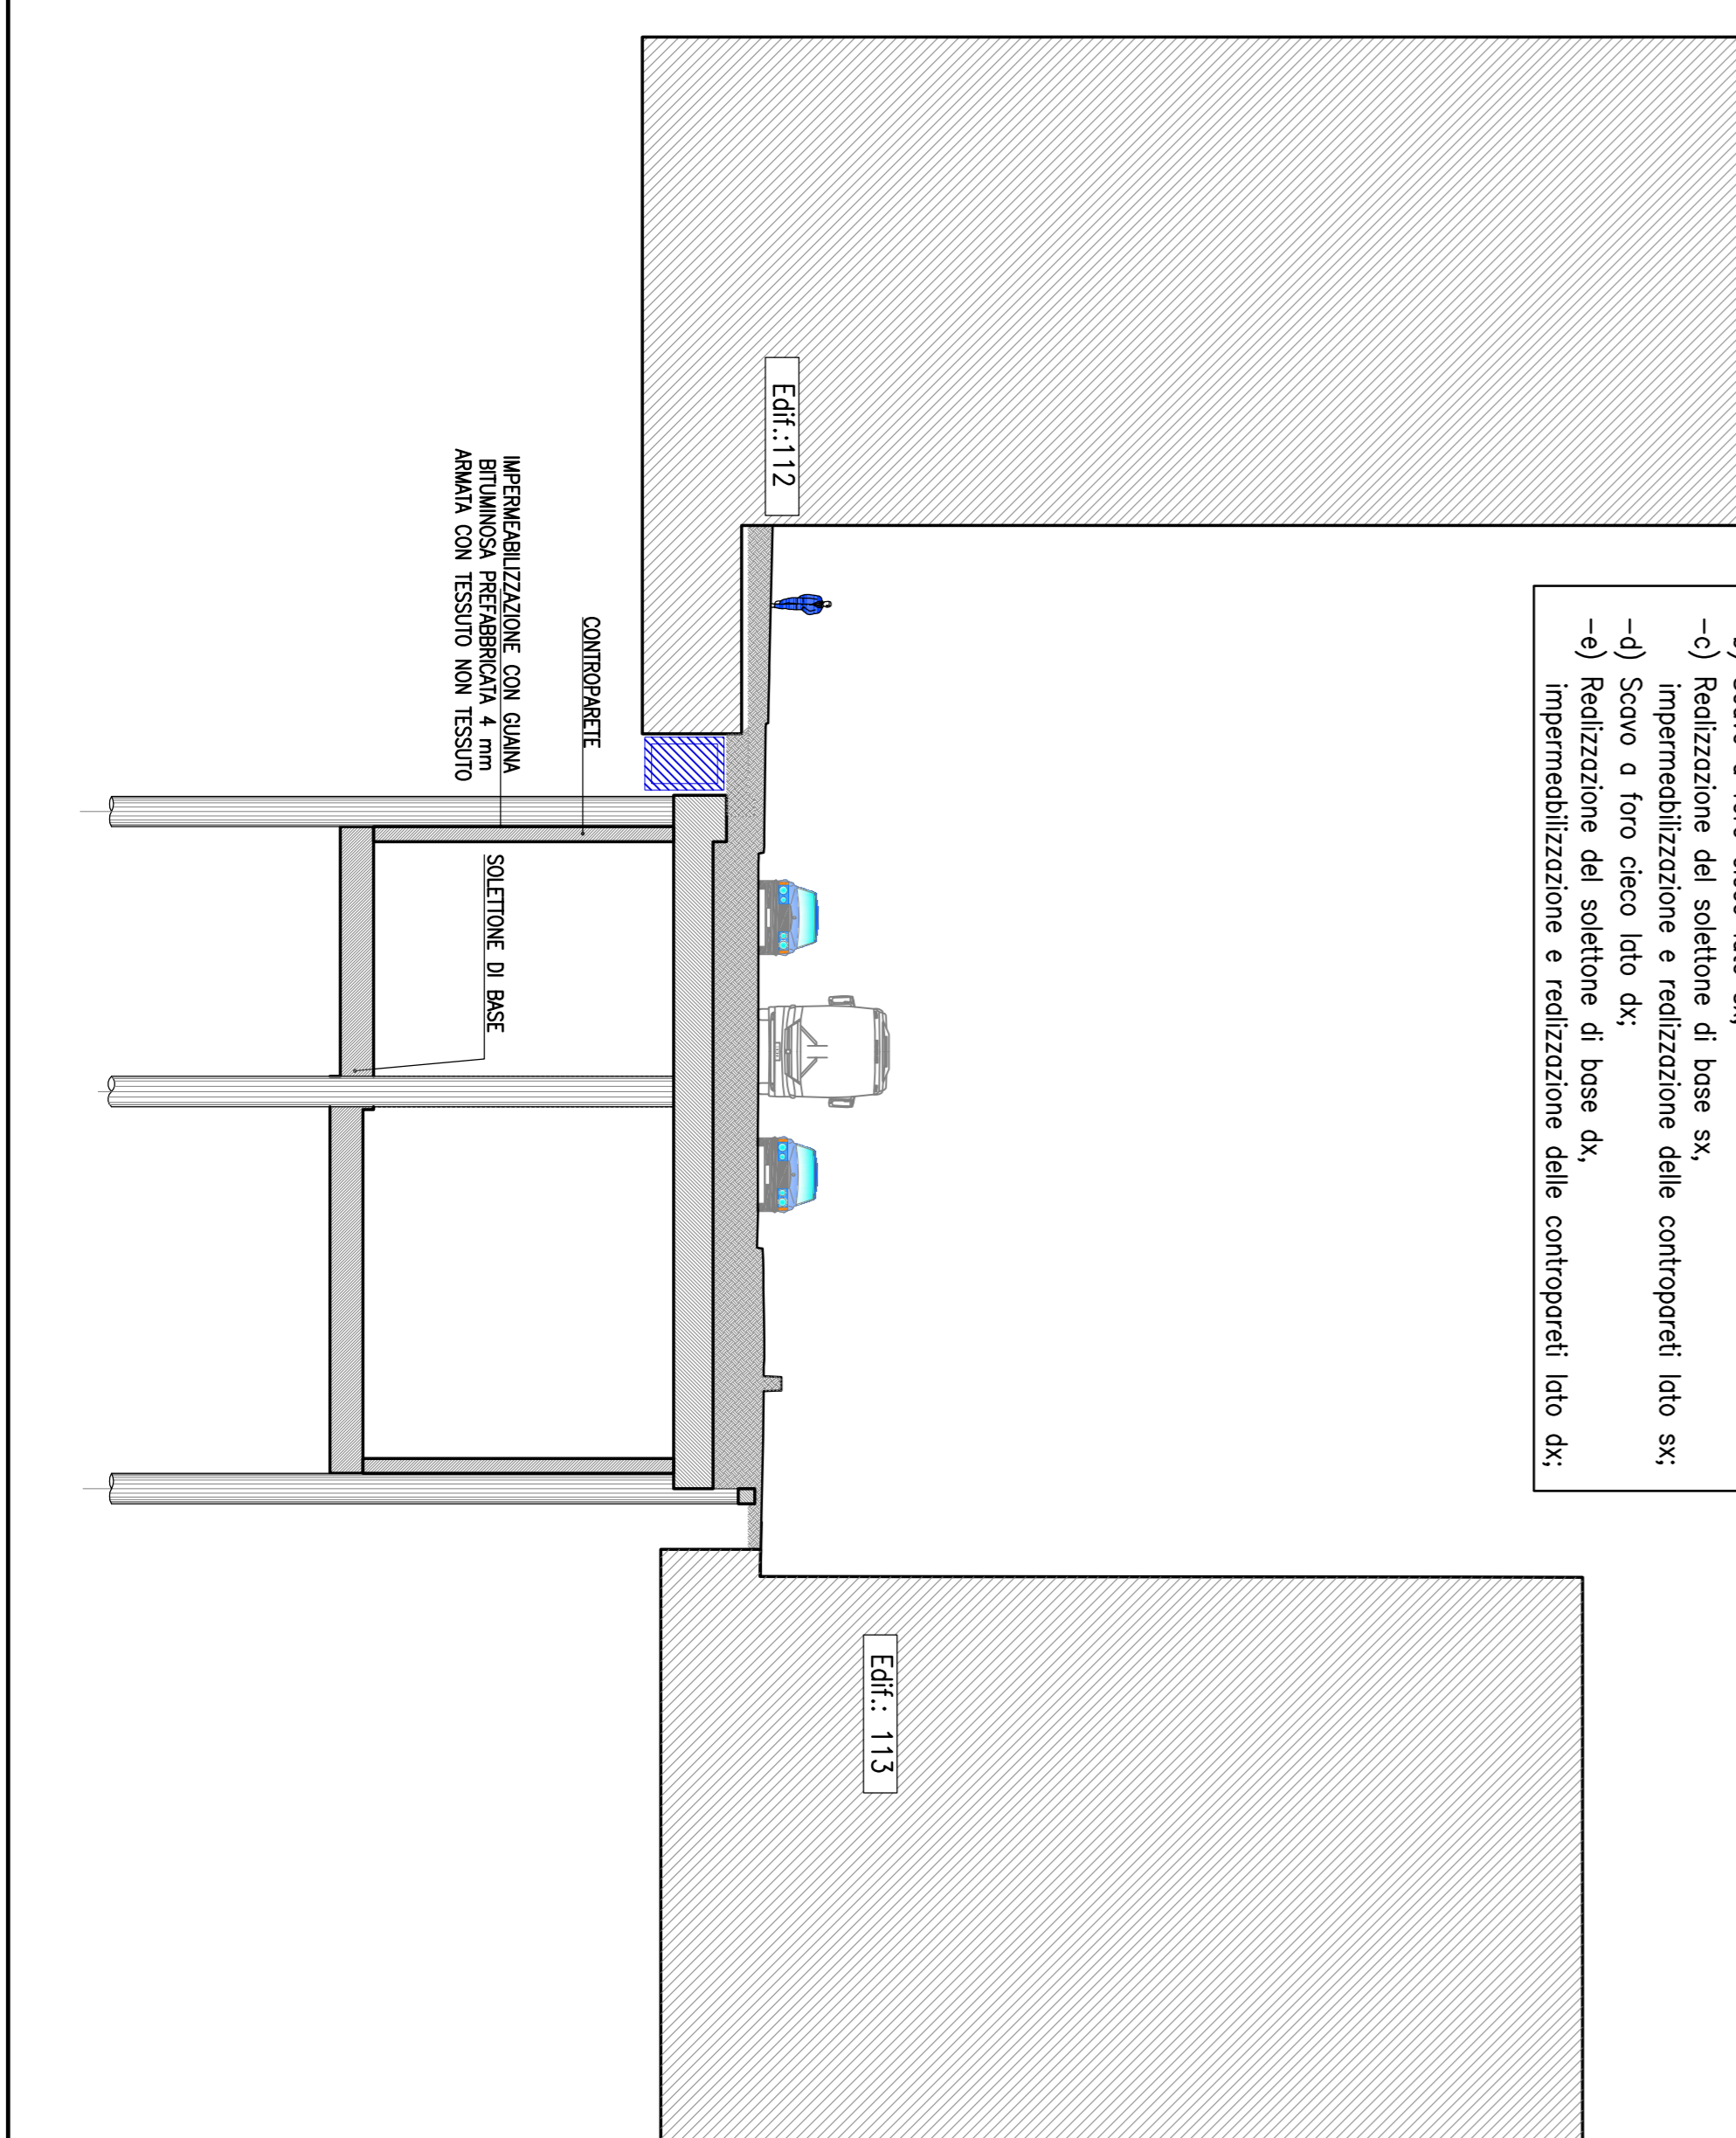 -c) Realizzazione del solettone di base sx,
impermeabilizzazione e realizzazione delle contropareti lato sx;
-d) Scavo a foro cieco lato dx;
-e) Realizzazione del solettone di base dx,
impermeabilizzazione e realizzazione delle contropareti lato dx;
Edif.:112
Edif.: 113
CONTROPARETE
IMPERMEABILIZZAZIONE CON GUAINA
BITUMINOSA PREFABBRICATA 4 mm
ARMATA CON TESSUTO NON TESSUTO
SOLETTONE DI BASE